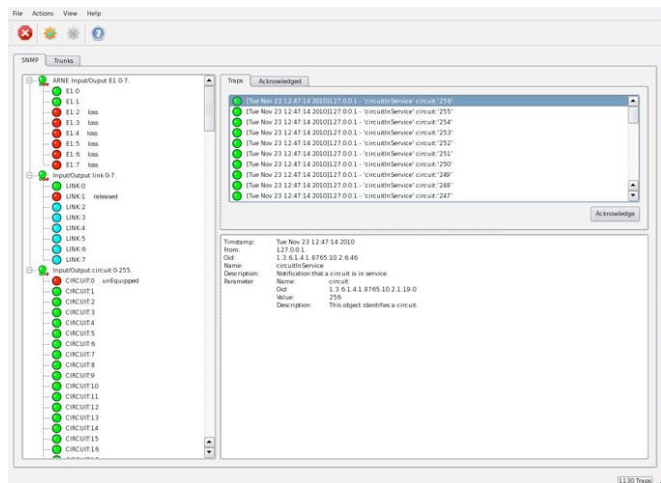 File Actions View Help
SNMP Trunks
ARNE Input/Ouput E1 0-7.
E1:0
E1:1
E1:2 loss
E1:3 loss
E1:4 loss
E1:5 loss
E1:6 loss
E1:7 loss
Input/Output link 0-7.
LINK:0
LINK:1 released
LINK:2
LINK:3
LINK:4
LINK:5
LINK:6
LINK:7
Input/Output circuit 0-255.
CIRCUIT:0 unEquipped
CIRCUIT:1
CIRCUIT:2
CIRCUIT:3
CIRCUIT:4
CIRCUIT:5
CIRCUIT:6
CIRCUIT:7
CIRCUIT:8
CIRCUIT:9
CIRCUIT:10
CIRCUIT:11
CIRCUIT:12
CIRCUIT:13
CIRCUIT:14
CIRCUIT:15
CIRCUIT:16
Traps Acknowledged
[Tue Nov 23 12:47:14 2010]127.0.0.1 - 'circuitInService' circuit:'256'
[Tue Nov 23 12:47:14 2010]127.0.0.1 - 'circuitInService' circuit:'255'
[Tue Nov 23 12:47:14 2010]127.0.0.1 - 'circuitInService' circuit:'254'
[Tue Nov 23 12:47:14 2010]127.0.0.1 - 'circuitInService' circuit:'253'
[Tue Nov 23 12:47:14 2010]127.0.0.1 - 'circuitInService' circuit:'252'
[Tue Nov 23 12:47:14 2010]127.0.0.1 - 'circuitInService' circuit:'251'
[Tue Nov 23 12:47:14 2010]127.0.0.1 - 'circuitInService' circuit:'250'
[Tue Nov 23 12:47:14 2010]127.0.0.1 - 'circuitInService' circuit:'249'
[Tue Nov 23 12:47:14 2010]127.0.0.1 - 'circuitInService' circuit:'248'
[Tue Nov 23 12:47:14 2010]127.0.0.1 - 'circuitInService' circuit:'247'
Acknowledge
Timstamp: Tue Nov 23 12:47:14 2010
From: 127.0.0.1
Oid: 1.3.6.1.4.1.8765.10.2.6.46
Name: circuitInService
Description: Notification that a circuit is in service.
Parameter Name: circuit
Oid: 1.3.6.1.4.1.8765.10.2.1.19.0
Value: 256
Description: This object identifies a circuit.
1130 Traps